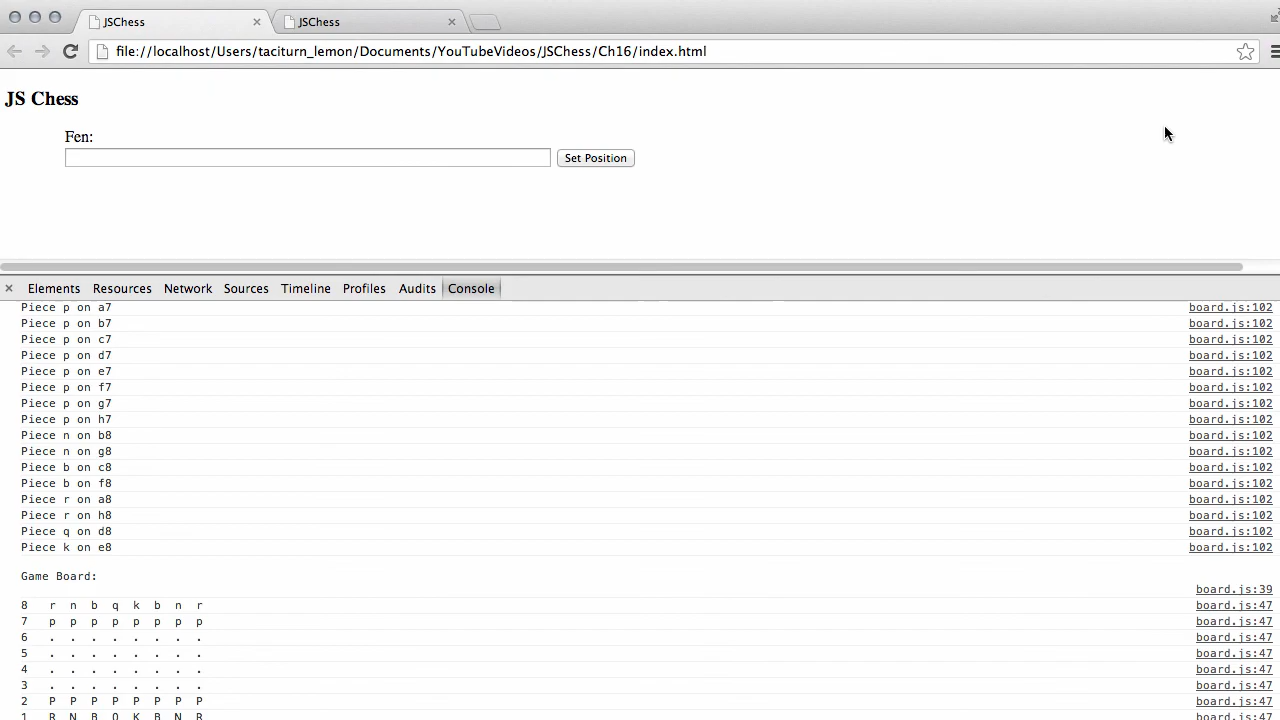 JSChess
JSChess
file://localhost/Users/taciturn_lemon/Documents/YouTubeVideos/JSChess/Ch16/index.html
JS Chess
Fen:
Set Position
Elements Resources Network Sources Timeline Profiles Audits Console
Piece p on a7 board.js:102
Piece p on b7 board.js:102
Piece p on c7 board.js:102
Piece p on d7 board.js:102
Piece p on e7 board.js:102
Piece p on f7 board.js:102
Piece p on g7 board.js:102
Piece p on h7 board.js:102
Piece n on b8 board.js:102
Piece n on g8 board.js:102
Piece b on c8 board.js:102
Piece b on f8 board.js:102
Piece r on a8 board.js:102
Piece r on h8 board.js:102
Piece q on d8 board.js:102
Piece k on e8 board.js:102
Game Board:
board.js:39
8 r n b q k b n r board.js:47
7 p p p p p p p p board.js:47
6 . . . . . . . . board.js:47
5 . . . . . . . . board.js:47
4 . . . . . . . . board.js:47
3 . . . . . . . . board.js:47
2 P P P P P P P P board.js:47
1 R N B Q K B N R board.js:47